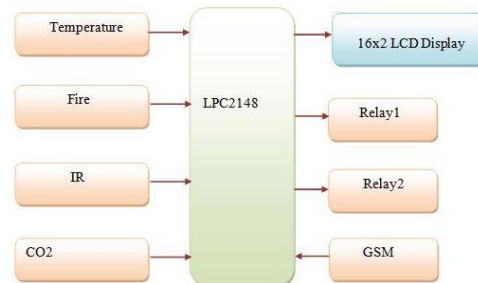 Temperature
16x2 LCD Display
Fire
LPC2148
Relay1
IR
Relay2
CO2
GSM